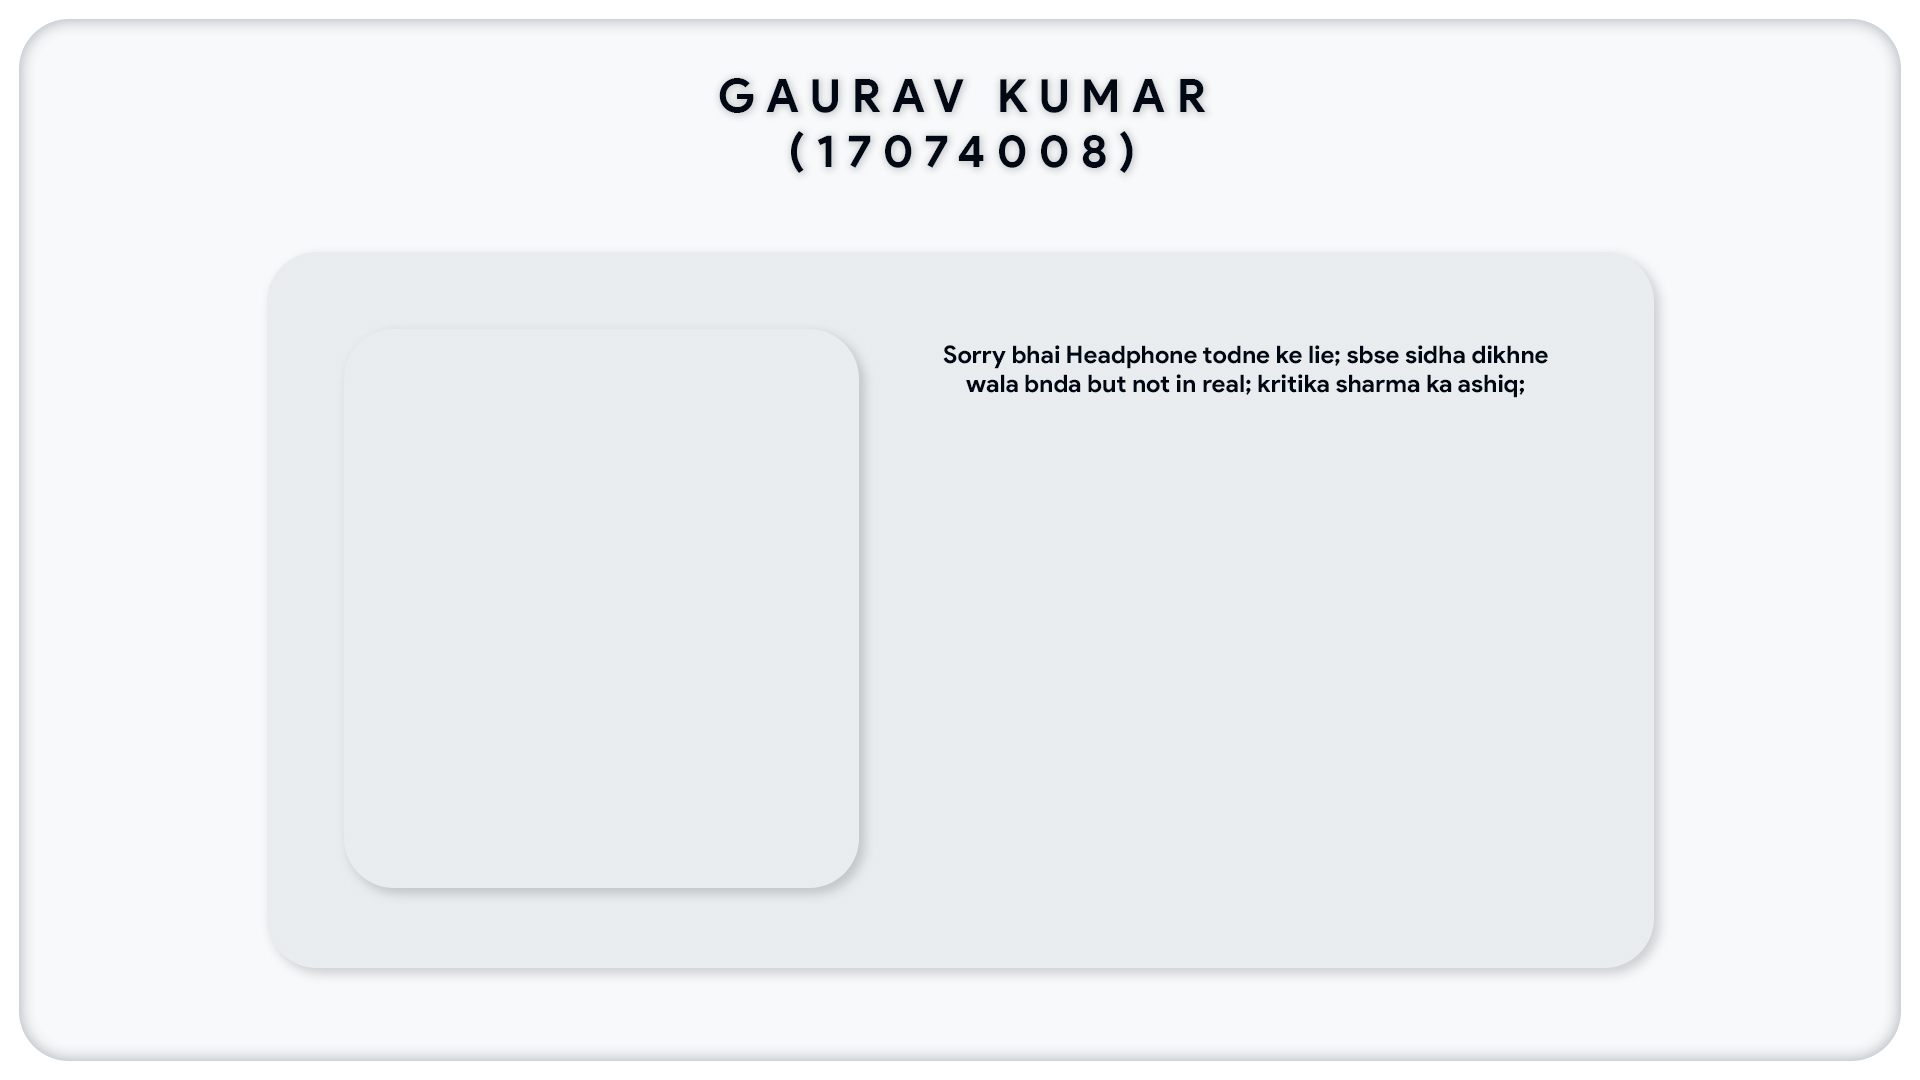 GAURAV KUMAR
(17074008)
Sorry bhai Headphone todne ke lie; sbse sidha dikhne
wala bnda but not in real; kritika sharma ka ashiq;